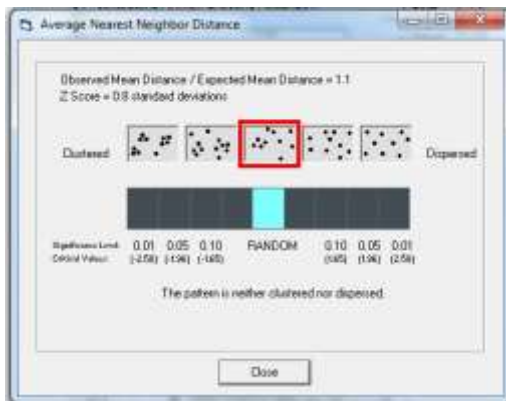 Average Nearest Neighbor Distance
Observed Mean Distance / Expected Mean Distance = 1.1
Z Score = 0.8 standard deviations
Clustered Dispersed
Significance Level: 0.01 0.05 0.10 RANDOM 0.10 0.05 0.01
Critical Values: (-2.58) (-1.96) (-1.65) (1.65) (1.96) (2.58)
The pattern is neither clustered nor dispersed.
Close